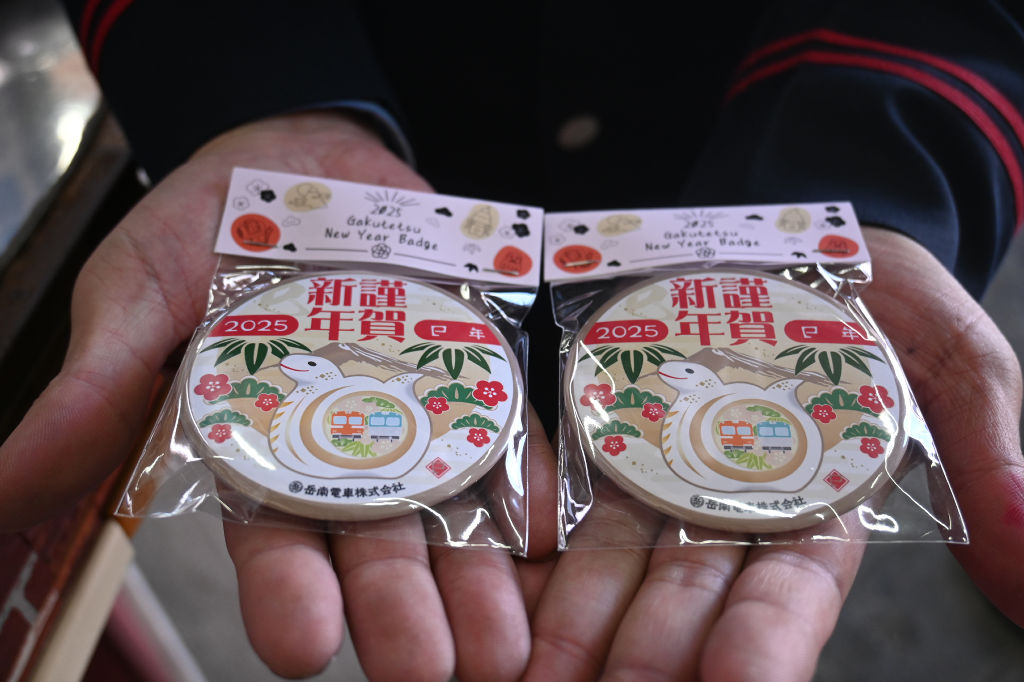 2025
Gakutetsu
New Year Badge
謹賀
新年
2025
巳年
岳南電車株式会社
2025
Gakutetsu
New Year Badge
謹賀
新年
2025
巳年
岳南電車株式会社